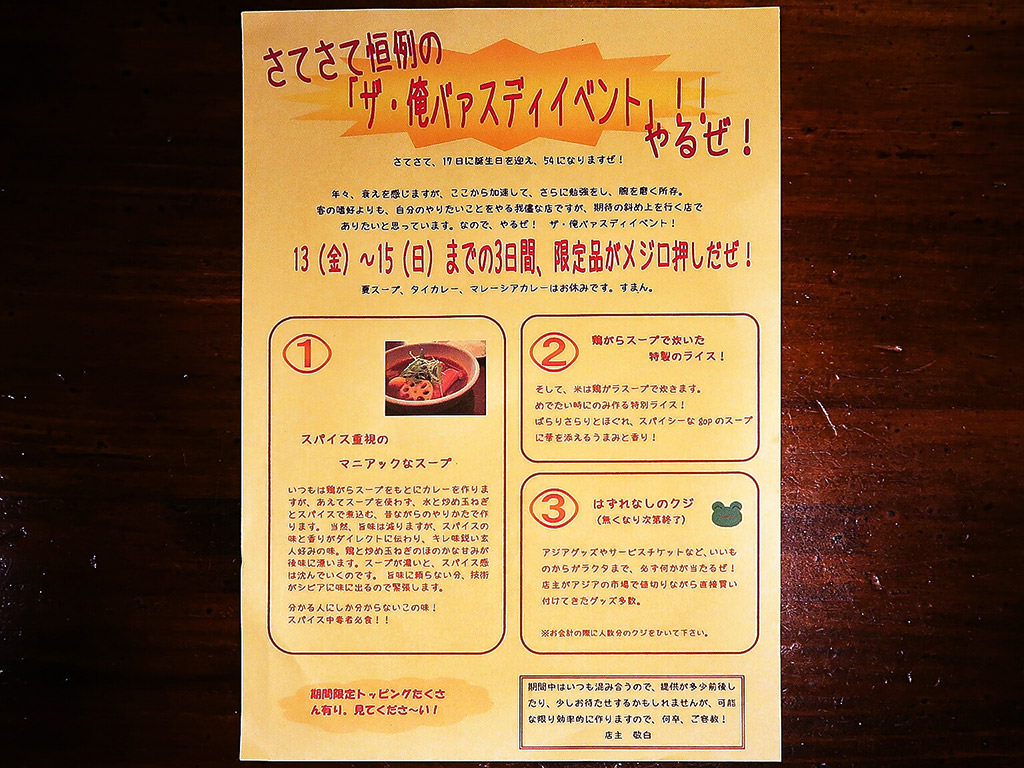 さてさて恒例の
「ザ・俺バァスディイベント」！！
やるぜ！
さてさて、17日に誕生日を迎え、54になりますぜ！
年々、衰えを感じますが、ここから加速して、さらに勉強をし、腕を磨く所存。
客の嗜好よりも、自分のやりたいことをやる我儘な店ですが、期待の斜め上を行く店で
ありたいと思っています。なので、やるぜ！　ザ・俺バァスディイベント！
13（金）～15（日）までの3日間、限定品がメジロ押しだぜ！
夏スープ、タイカレー、マレーシアカレーはお休みです。すまん。
①
スパイス重視の
マニアックなスープ
いつもは鶏がらスープをもとにカレーを作りま
すが、あえてスープを使わず、水と炒め玉ねぎ
とスパイスで煮込む、昔ながらのやりかたで作
ります。 当然、旨味は減りますが、スパイスの
味と香りがダイレクトに伝わり、キレ味鋭い玄
人好みの味。鶏と炒め玉ねぎのほのかな甘みが
後味に漂います。スープが濃いと、スパイス感
は沈んでいくのです。 旨味に頼らない分、技術
がシビアに味に出るので緊張します。
分かる人にしか分からないこの味！
スパイス中毒者必食！！
②
鶏がらスープで炊いた
特製のライス！
そして、米は鶏がラスープで炊きます。
めでたい時にのみ作る特別ライス！
ぱらりさらりとほぐれ、スパイシーなgopのスープ
に華を添えるうまみと香り！
③
はずれなしのクジ
（無くなり次第終了）
アジアグッズやサービスチケットなど、いいも
のからガラクタまで、必ず何かが当たるぜ！
店主がアジアの市場で値切りながら直接買い
付けてきたグッズ多数。
※お会計の際に人数分のクジをひいて下さい。
期間限定トッピングたくさ
ん有り。見てくださ～い！
期間中はいつも混み合うので、提供が多少前後し
たり、少しお待たせするかもしれませんが、可能
な限り効率的に作りますので、何卒、ご容赦！
店主　敬白